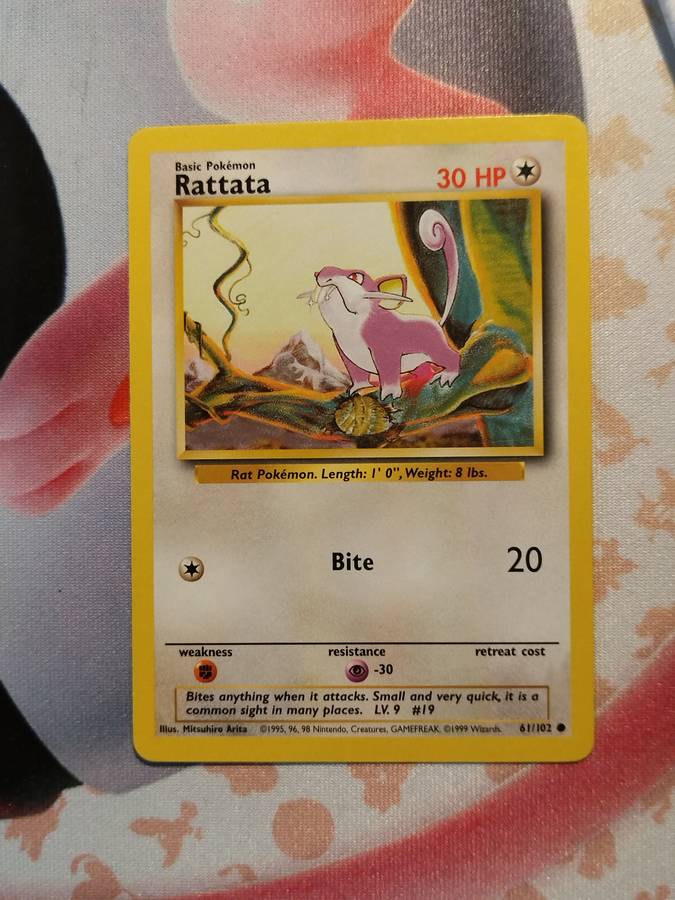 Basic Pokémon
Rattata
30 HP
Rat Pokémon. Length: 1' 0", Weight: 8 lbs.
Bite 20
weakness resistance retreat cost
-30
Bites anything when it attacks. Small and very quick, it is a
common sight in many places. LV. 9 #19
Illus. Mitsuhiro Arita ©1995, 96, 98 Nintendo, Creatures, GAMEFREAK. ©1999 Wizards. 61/102